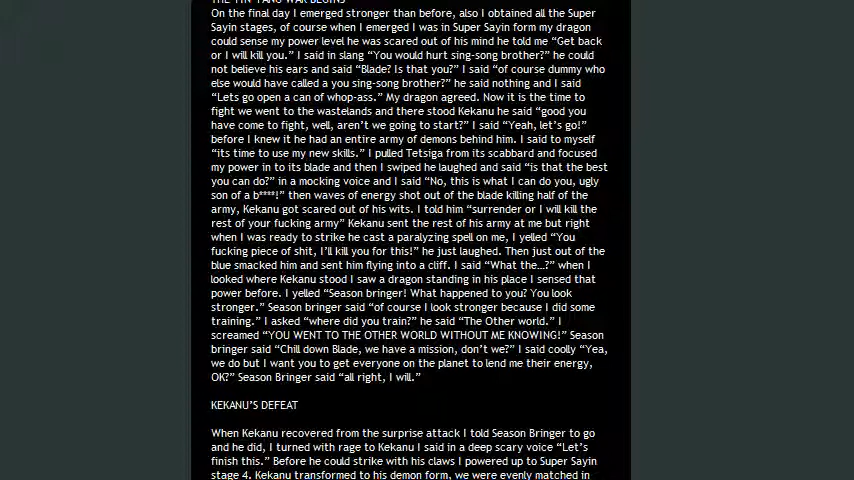 THE YIN YANG WAR BEGINS
On the final day I emerged stronger than before, also I obtained all the Super
Sayin stages, of course when I emerged I was in Super Sayin form my dragon
could sense my power level he was scared out of his mind he told me “Get back
or I will kill you.” I said in slang “You would hurt sing-song brother?” he could
not believe his ears and said “Blade? Is that you?” I said “of course dummy who
else would have called a you sing-song brother?” he said nothing and I said
“Lets go open a can of whop-ass.” My dragon agreed. Now it is the time to
fight we went to the wastelands and there stood Kekanu he said “good you
have come to fight, well, aren’t we going to start?” I said “Yeah, let’s go!”
before I knew it he had an entire army of demons behind him. I said to myself
“its time to use my new skills.” I pulled Tetsiga from its scabbard and focused
my power in to its blade and then I swiped he laughed and said “is that the best
you can do?” in a mocking voice and I said “No, this is what I can do you, ugly
son of a b****!” then waves of energy shot out of the blade killing half of the
army, Kekanu got scared out of his wits. I told him “surrender or I will kill the
rest of your fucking army” Kekanu sent the rest of his army at me but right
when I was ready to strike he cast a paralyzing spell on me, I yelled “You
fucking piece of shit, I’ll kill you for this!” he just laughed. Then just out of the
blue smacked him and sent him flying into a cliff. I said “What the…?” when I
looked where Kekanu stood I saw a dragon standing in his place I sensed that
power before. I yelled “Season bringer! What happened to you? You look
stronger.” Season bringer said “of course I look stronger because I did some
training.” I asked “where did you train?” he said “The Other world.” I
screamed “YOU WENT TO THE OTHER WORLD WITHOUT ME KNOWING!” Season
bringer said “Chill down Blade, we have a mission, don’t we?” I said coolly “Yea,
we do but I want you to get everyone on the planet to lend me their energy,
OK?” Season Bringer said “all right, I will.”
KEKANU’S DEFEAT
When Kekanu recovered from the surprise attack I told Season Bringer to go
and he did, I turned with rage to Kekanu I said in a deep scary voice “Let’s
finish this.” Before he could strike with his claws I powered up to Super Sayin
stage 4. Kekanu transformed to his demon form, we were evenly matched in